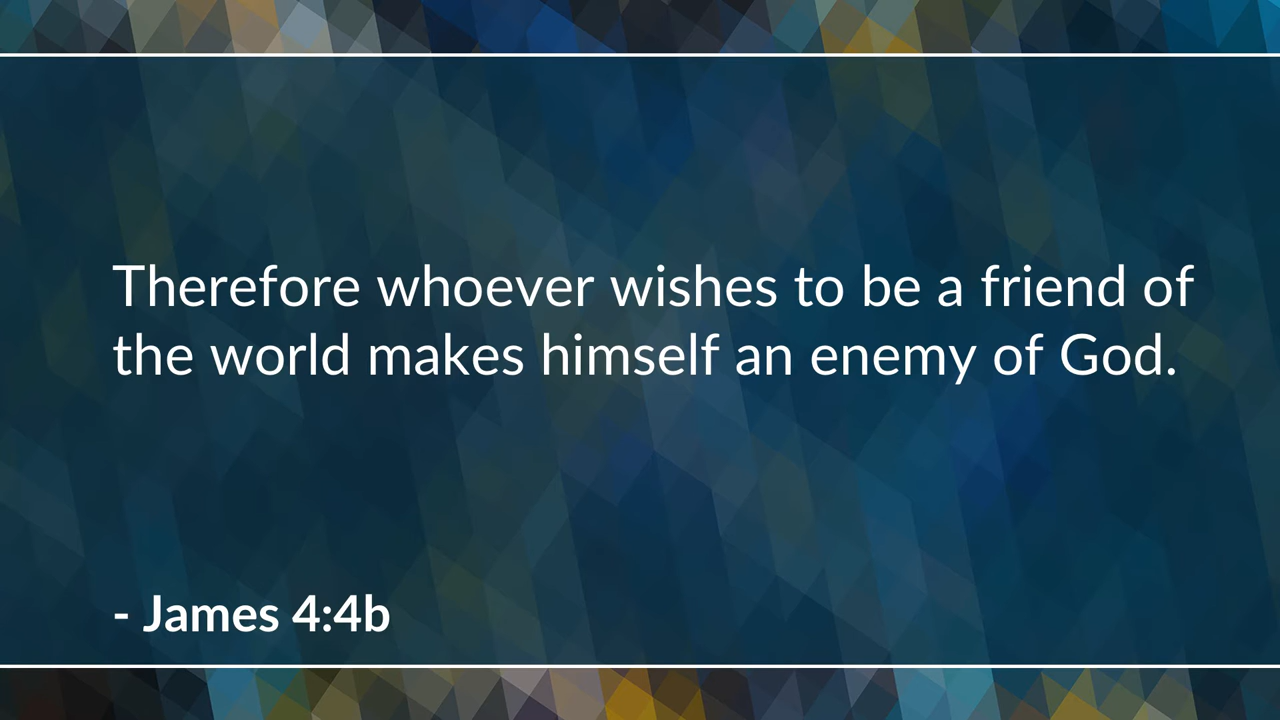 Therefore whoever wishes to be a friend of
the world makes himself an enemy of God.
- James 4:4b